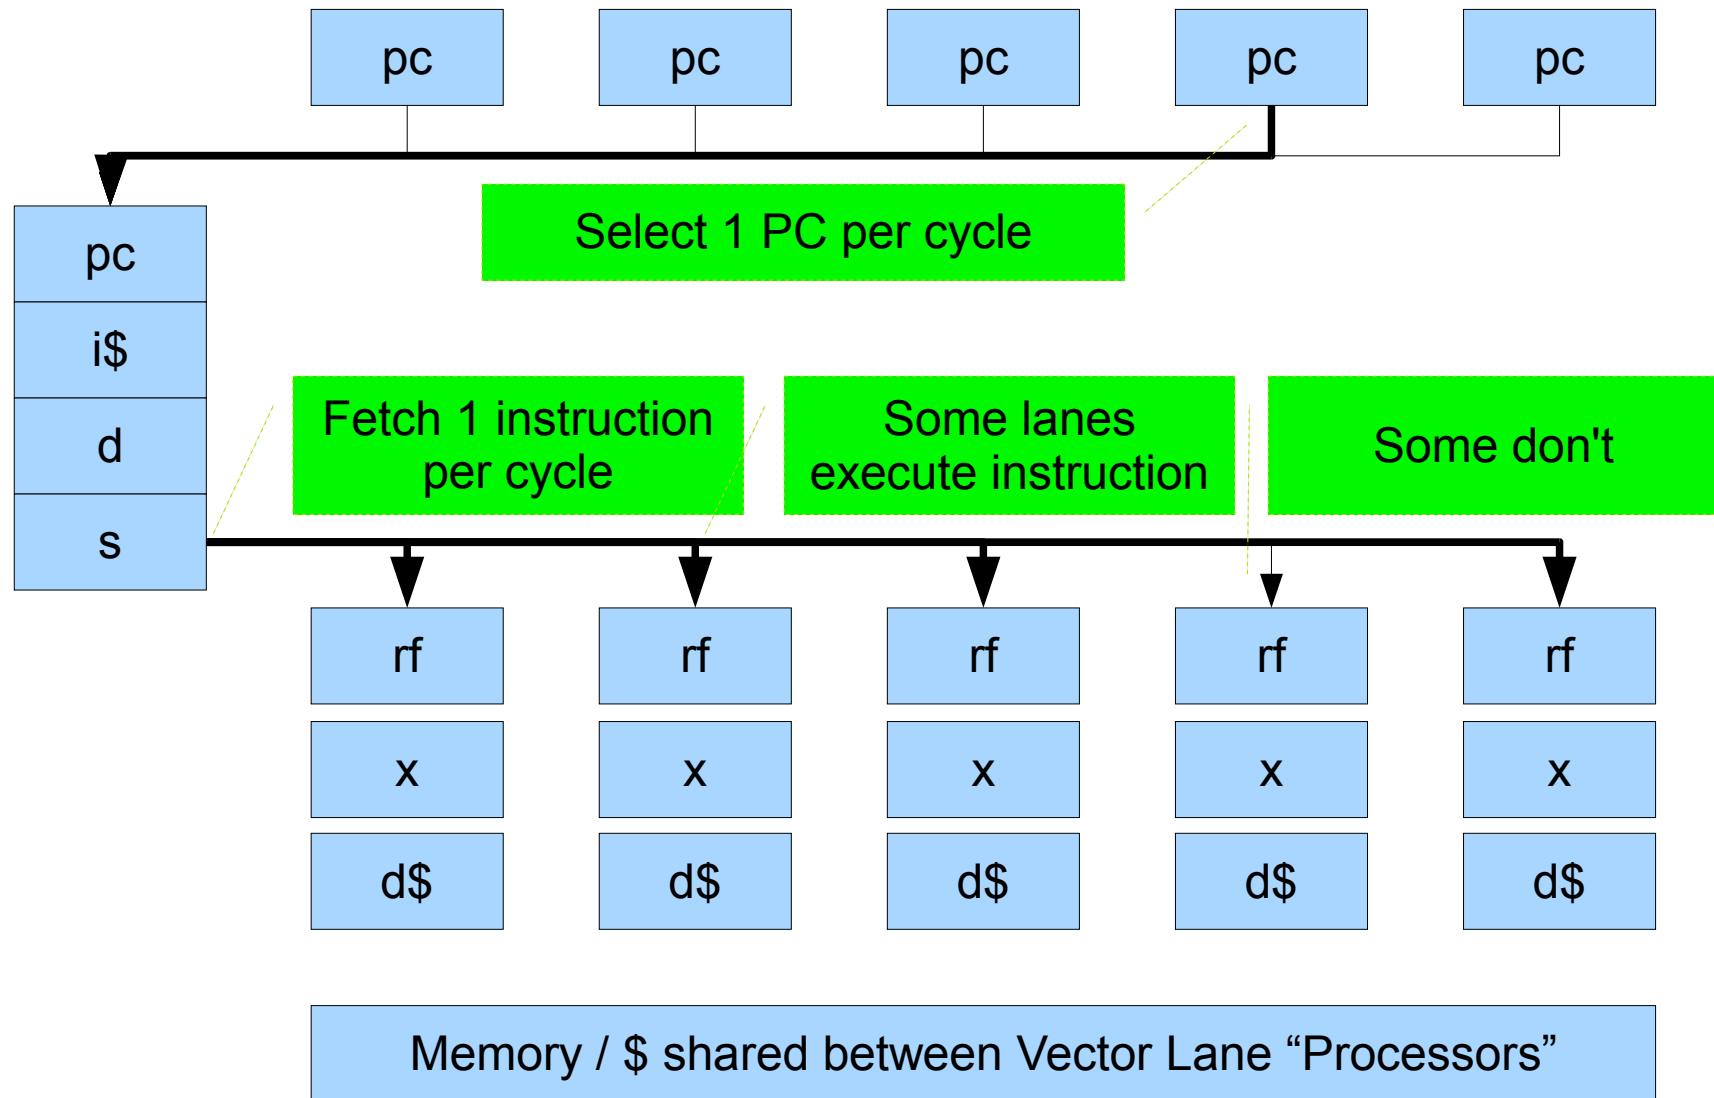 pc pc pc pc pc
Select 1 PC per cycle
pc
i$
d
s
Fetch 1 instruction
per cycle
Some lanes
execute instruction
Some don't
rf rf rf rf rf
x x x x x
d$ d$ d$ d$ d$
Memory / $ shared between Vector Lane “Processors”